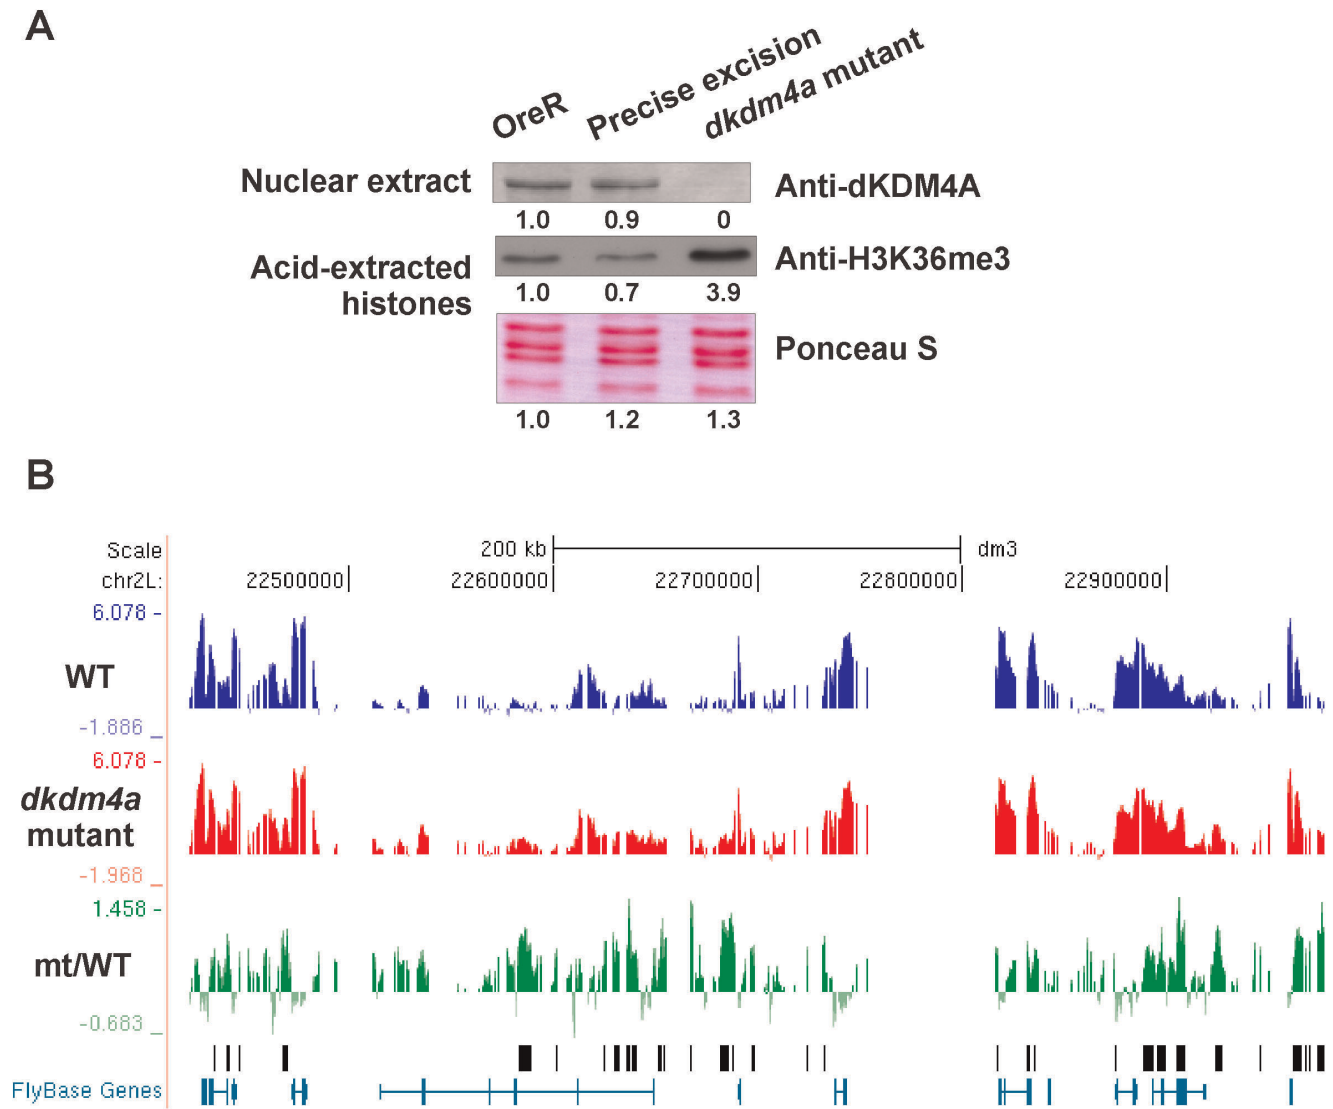 A
OreR
Precise excision
dkdm4a mutant
Nuclear extract
Anti-dKDM4A
1.0 0.9 0
Acid-extracted
histones
Anti-H3K36me3
1.0 0.7 3.9
Ponceau S
1.0 1.2 1.3
B
Scale 200 kb dm3
chr2L: 22500000 22600000 22700000 22800000 22900000
6.078
WT
-1.886
6.078
dkdm4a
mutant
-1.968
1.458
mt/WT
-0.683
FlyBase Genes